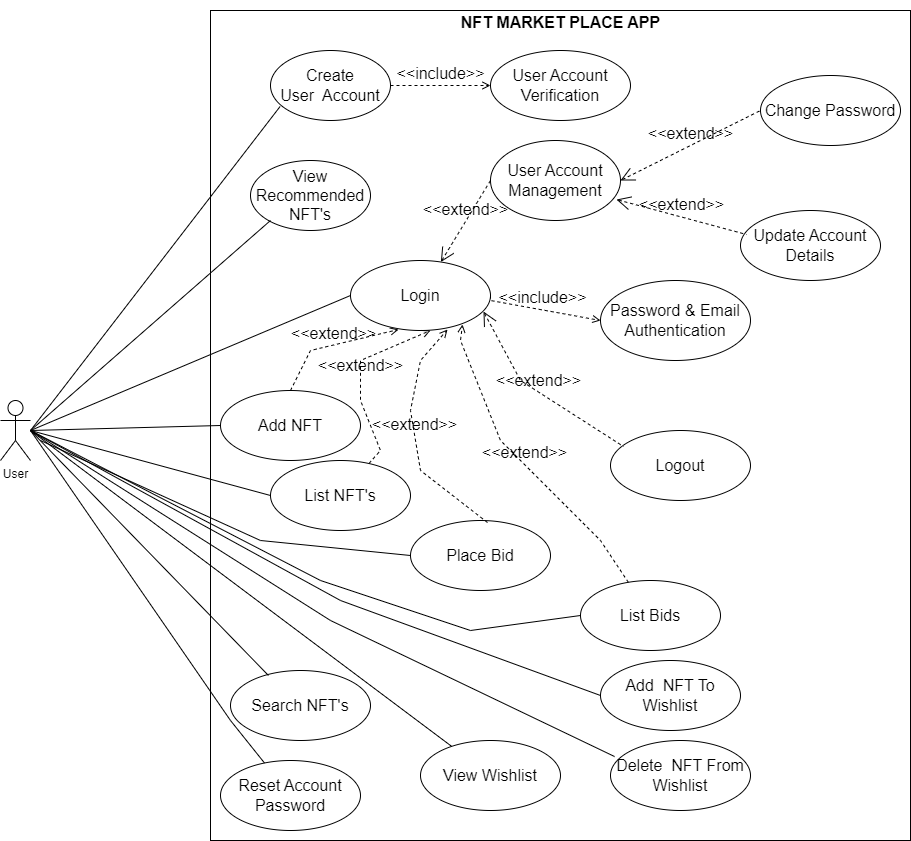 NFT MARKET PLACE APP
Create
User Account
<<include>>
User Account
Verification
Change Password
<<extend>>
View
Recommended
NFT's
User Account
Management
<<extend>>
<<extend>>
Update Account
Details
Login
<<include>>
Password & Email
Authentication
<<extend>>
<<extend>>
<<extend>>
User
Add NFT
<<extend>>
<<extend>>
Logout
List NFT's
Place Bid
List Bids
Add NFT To
Wishlist
Search NFT's
View Wishlist
Delete NFT From
Wishlist
Reset Account
Password